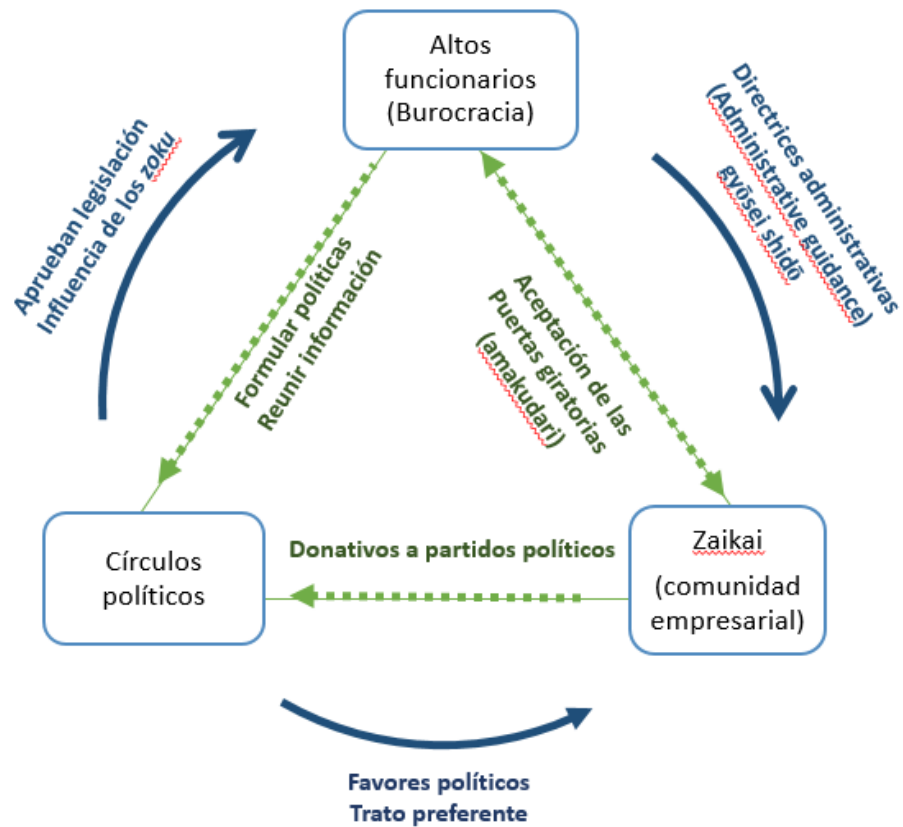 Altos
funcionarios
(Burocracia)
Aprueban legislación
Influencia de los zoku
Directrices administrativas
(Administrative guidance)
gyōsei shidō
Formular políticas
Reunir información
Aceptación de las
Puertas giratorias
(amakudari)
Círculos
políticos
Donativos a partidos políticos
Zaikai
(comunidad
empresarial)
Favores políticos
Trato preferente